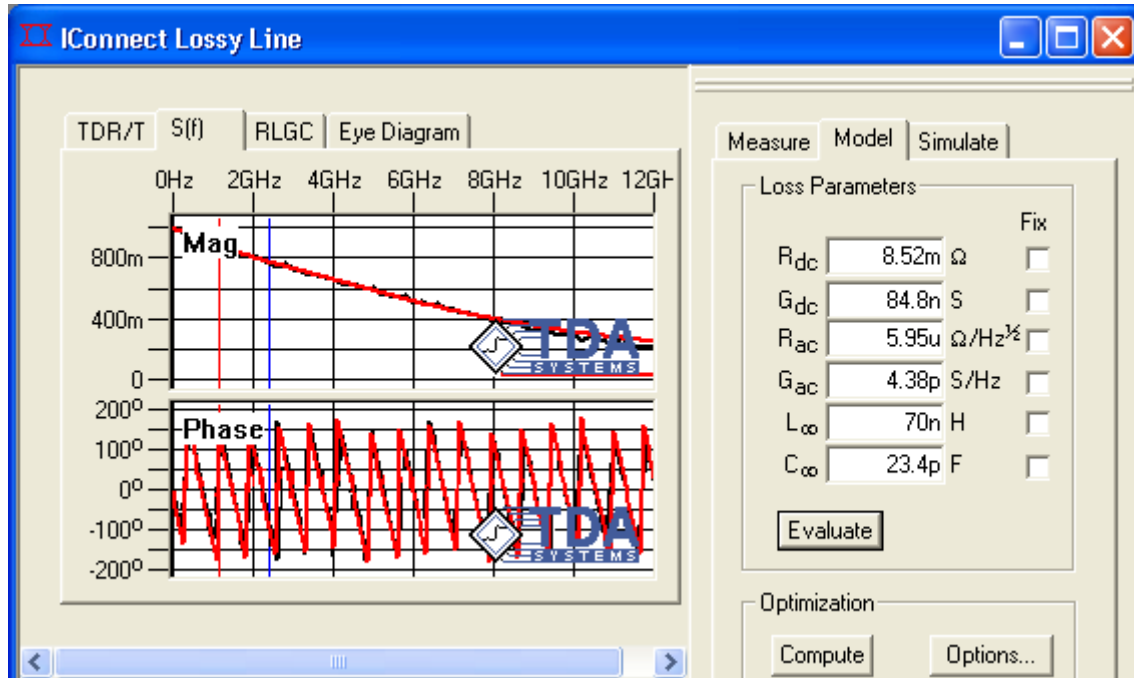 IConnect Lossy Line
TDR/T S(f) RLGC Eye Diagram
0Hz 2GHz 4GHz 6GHz 8GHz 10GHz 12GH
Mag
800m
400m
0
TDA
SYSTEMS
200º
Phase
100º
0º
-100º
-200º
TDA
SYSTEMS
Measure Model Simulate
Loss Parameters
Fix
Rdc 8.52m Ω
Gdc 84.8n S
Rac 5.95u Ω/Hz½
Gac 4.38p S/Hz
L∞ 70n H
C∞ 23.4p F
Evaluate
Optimization
Compute Options...